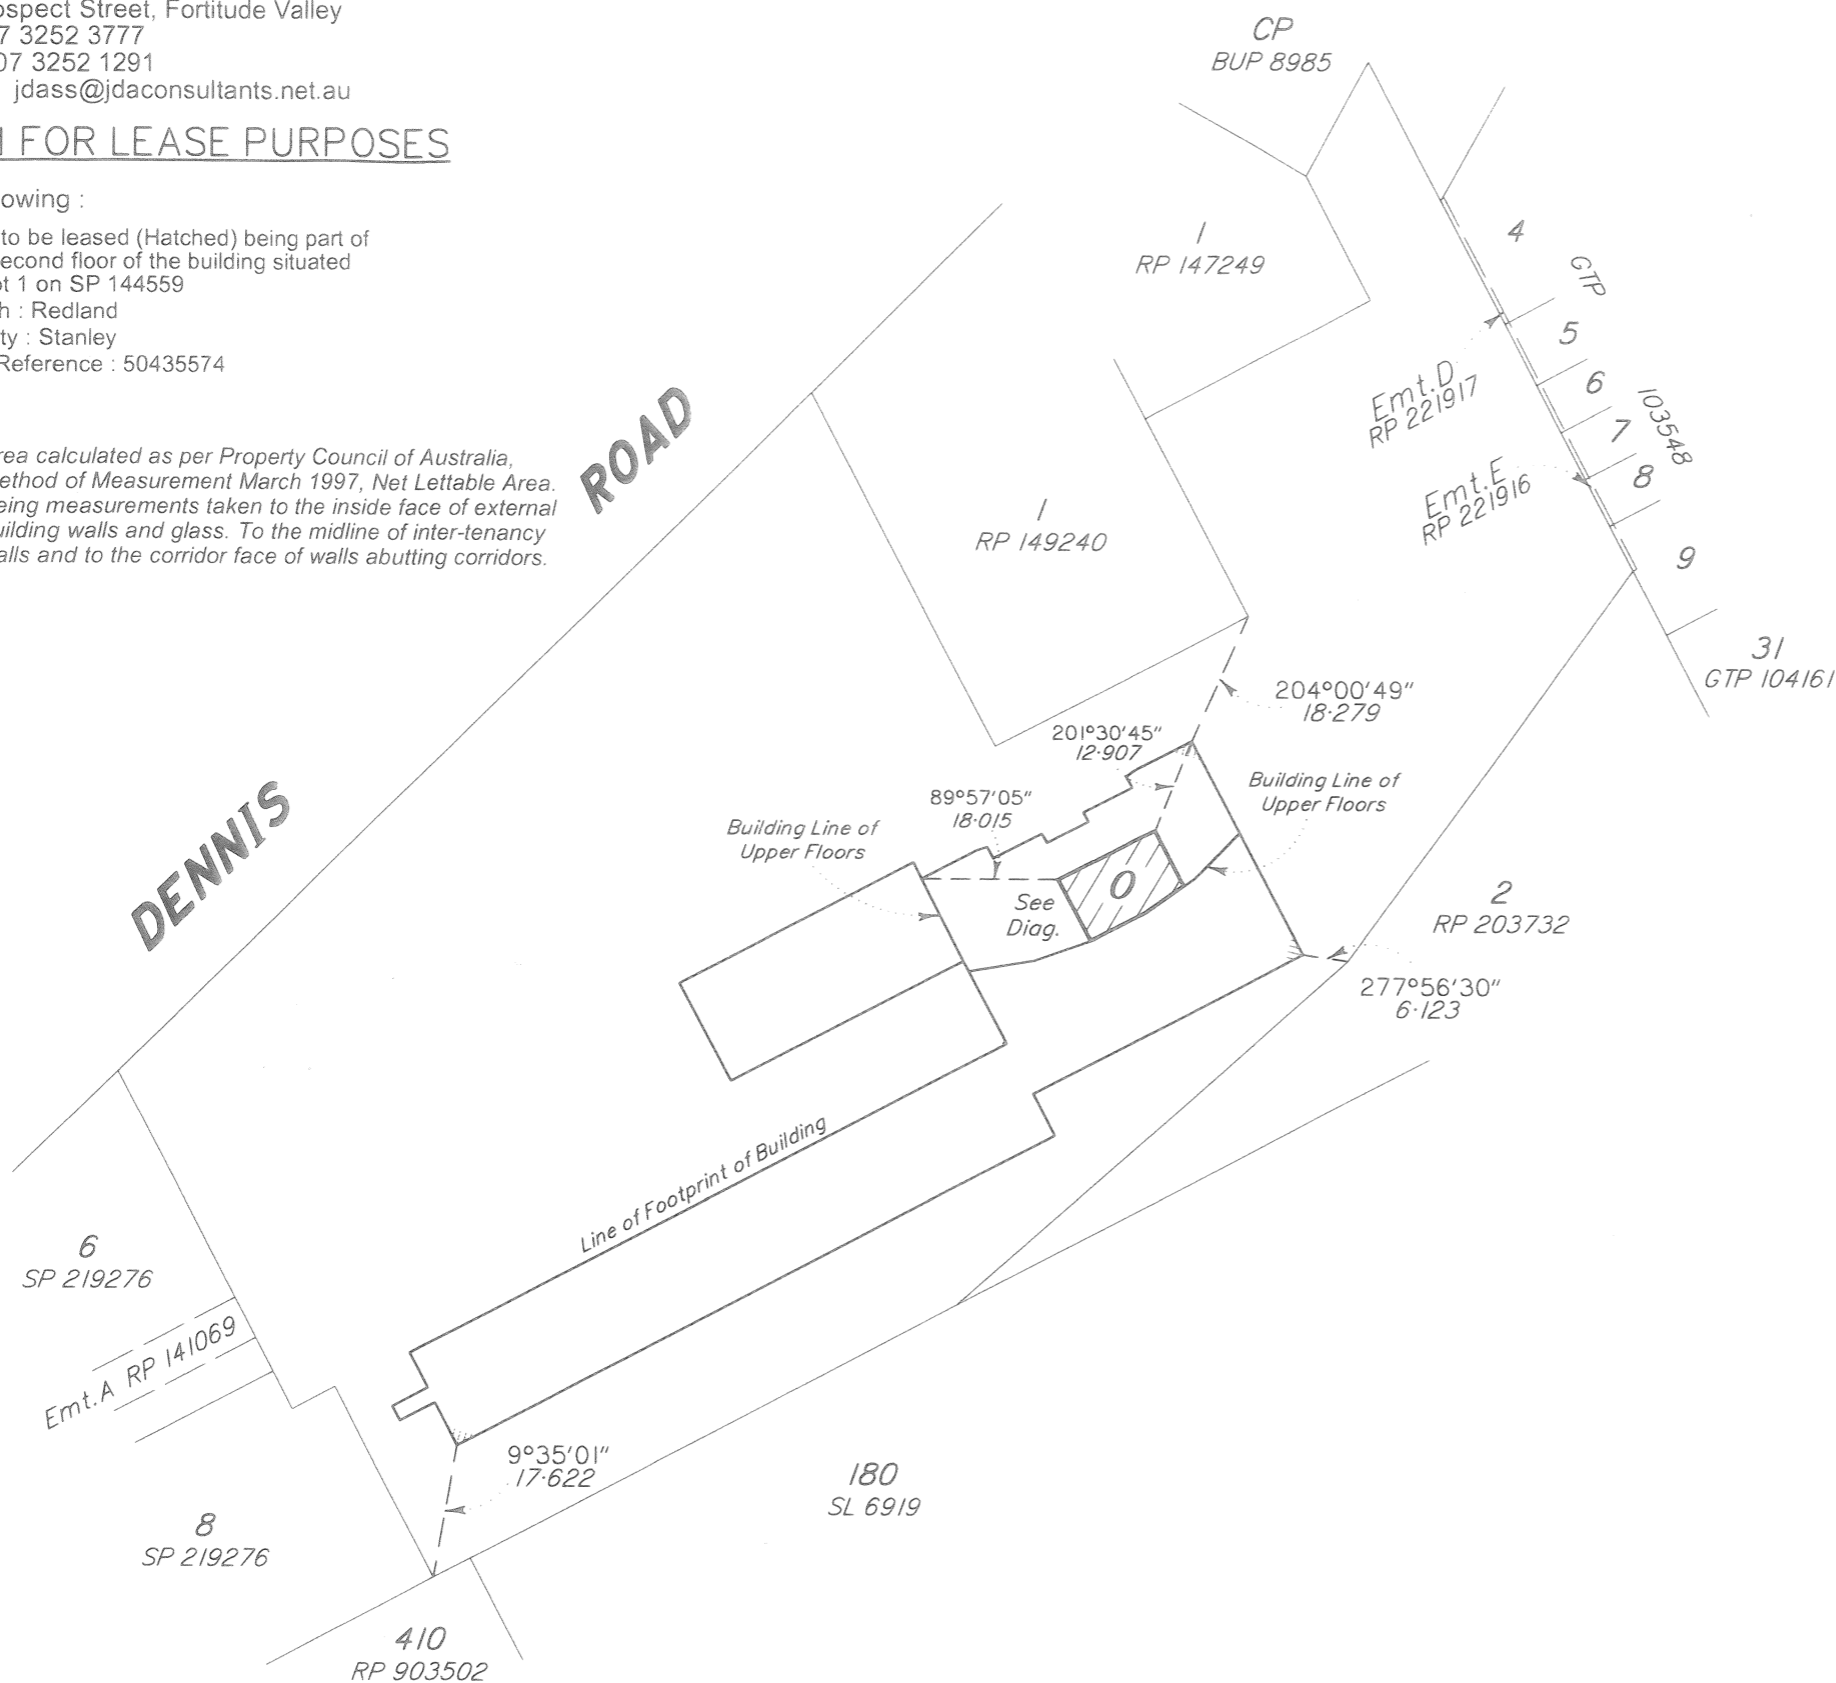 ospect Street, Fortitude Valley
7 3252 3777
07 3252 1291
jdass@jdaconsultants.net.au
FOR LEASE PURPOSES
owing :
to be leased (Hatched) being part of
econd floor of the building situated
ot 1 on SP 144559
h : Redland
ty : Stanley
Reference : 50435574
rea calculated as per Property Council of Australia,
ethod of Measurement March 1997, Net Lettable Area.
eing measurements taken to the inside face of external
uilding walls and glass. To the midline of inter-tenancy
alls and to the corridor face of walls abutting corridors.
CP
BUP 8985
1
RP 147249
4
GTP
5
6
7
103548
8
9
Emt.D
RP 221917
Emt.E
RP 221916
31
GTP 104161
DENNIS ROAD
1
RP 149240
204°00'49"
18·279
201°30'45"
12·907
89°57'05"
18·015
Building Line of
Upper Floors
Building Line of
Upper Floors
O
See
Diag.
2
RP 203732
277°56'30"
6·123
Line of Footprint of Building
6
SP 219276
Emt.A RP 141069
9°35'01"
17·622
8
SP 219276
180
SL 6919
410
RP 903502